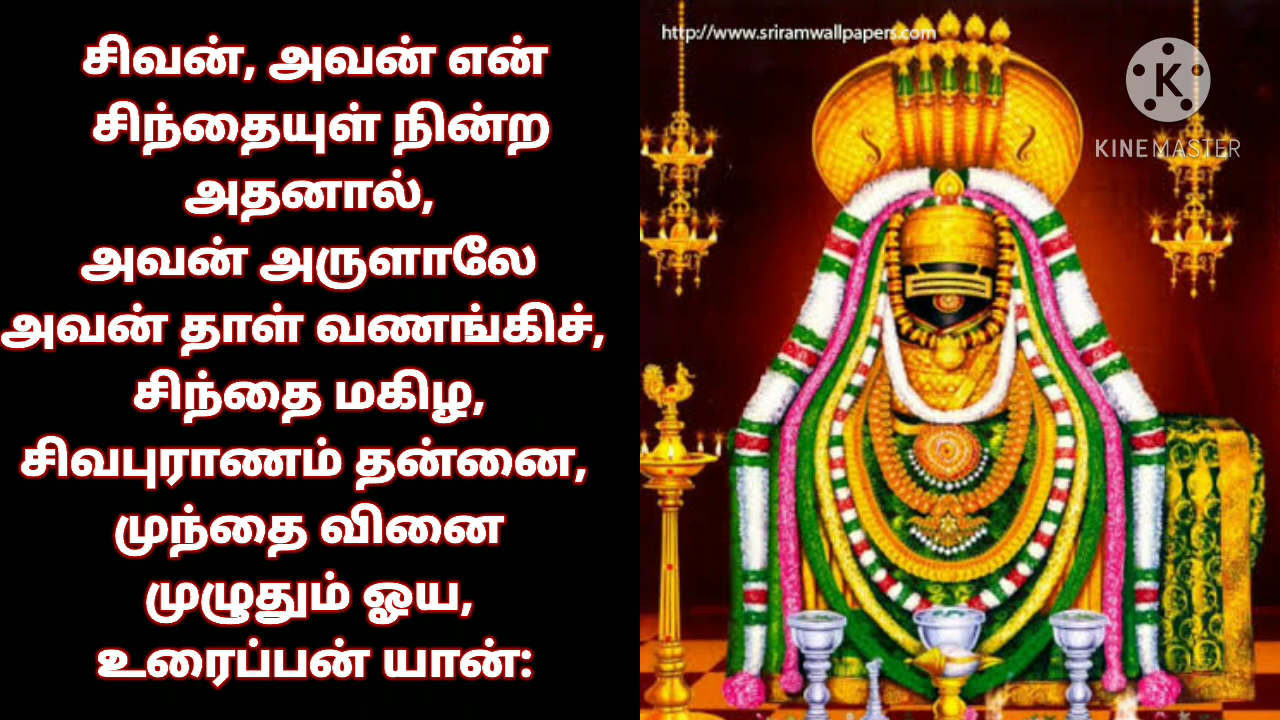 சிவன், அவன் என்
சிந்தையுள் நின்ற
அதனால்,
அவன் அருளாலே
அவன் தாள் வணங்கிச்,
சிந்தை மகிழ,
சிவபுராணம் தன்னை,
முந்தை வினை
முழுதும் ஓய,
உரைப்பன் யான்:
http://www.sriramwallpapers.com
K
KINEMASTER